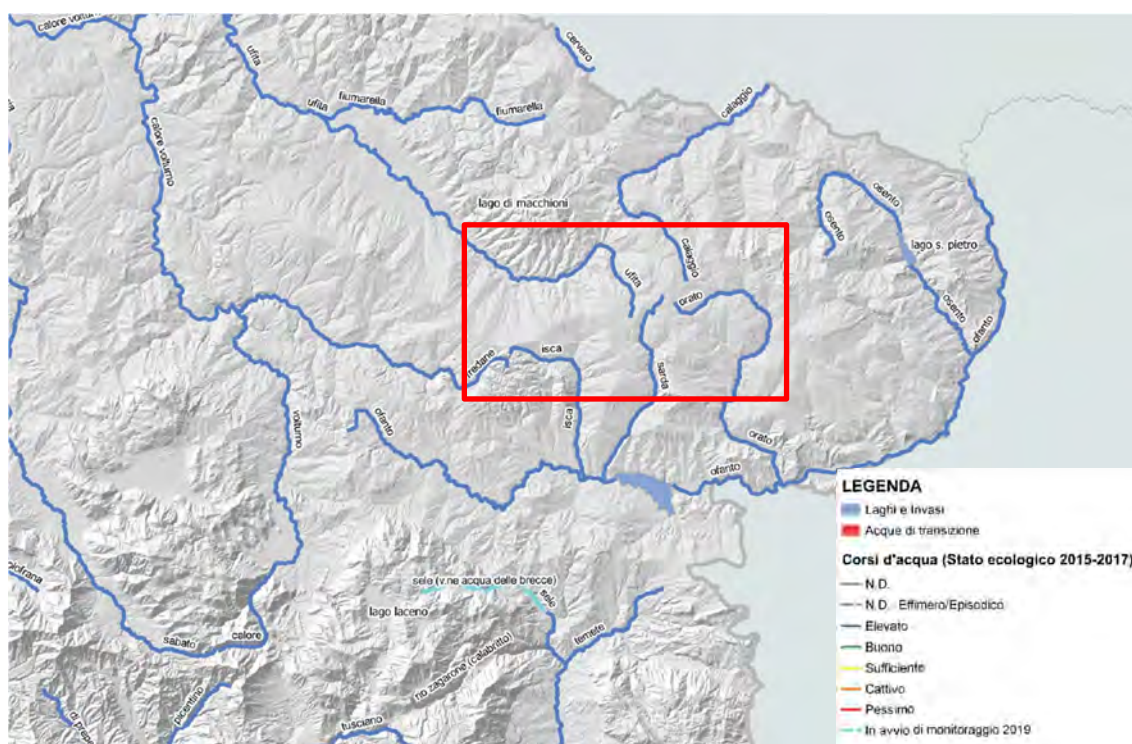 calore volturno
cervaro
ufita
fiumarella
ufita
fiumarella
calaggio
calore volturno
lago di macchioni
osento
osento
lago s. pietro
calaggio
ufita
orato
osento
ofanto
isca
fredane
sarda
isca
ofanto
volturno
orato
ofanto
sele (v.ne acqua delle brecce)
sele
lago laceno
temete
rio zagarone (calabritto)
sabato
calore
picentino
tusciano
LEGENDA
Laghi e Invasi
Acque di transizione
Corsi d'acqua (Stato ecologico 2015-2017)
N.D.
N.D. Effimero/Episodico
Elevato
Buono
Sufficiente
Cattivo
Pessimo
In avvio di monitoraggio 2019